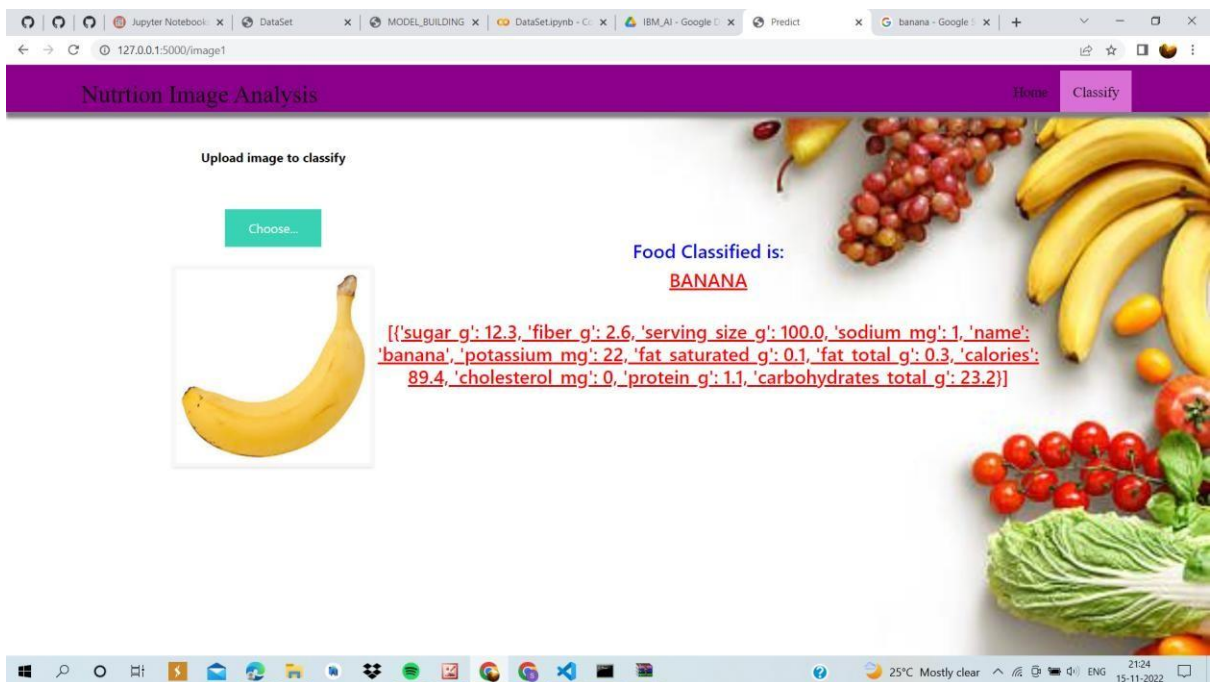 Jupyter Notebook
DataSet
MODEL_BUILDING
DataSet.ipynb - Co
IBM_AI - Google D
Predict
banana - Google S
127.0.0.1:5000/image1
Nutrtion Image Analysis
Home
Classify
Upload image to classify
Choose...
Food Classified is:
BANANA
[{'sugar_g': 12.3, 'fiber_g': 2.6, 'serving_size_g': 100.0, 'sodium_mg': 1, 'name':
'banana', 'potassium_mg': 22, 'fat_saturated_g': 0.1, 'fat_total_g': 0.3, 'calories':
89.4, 'cholesterol_mg': 0, 'protein_g': 1.1, 'carbohydrates_total_g': 23.2}]
25°C Mostly clear
ENG
21:24
15-11-2022